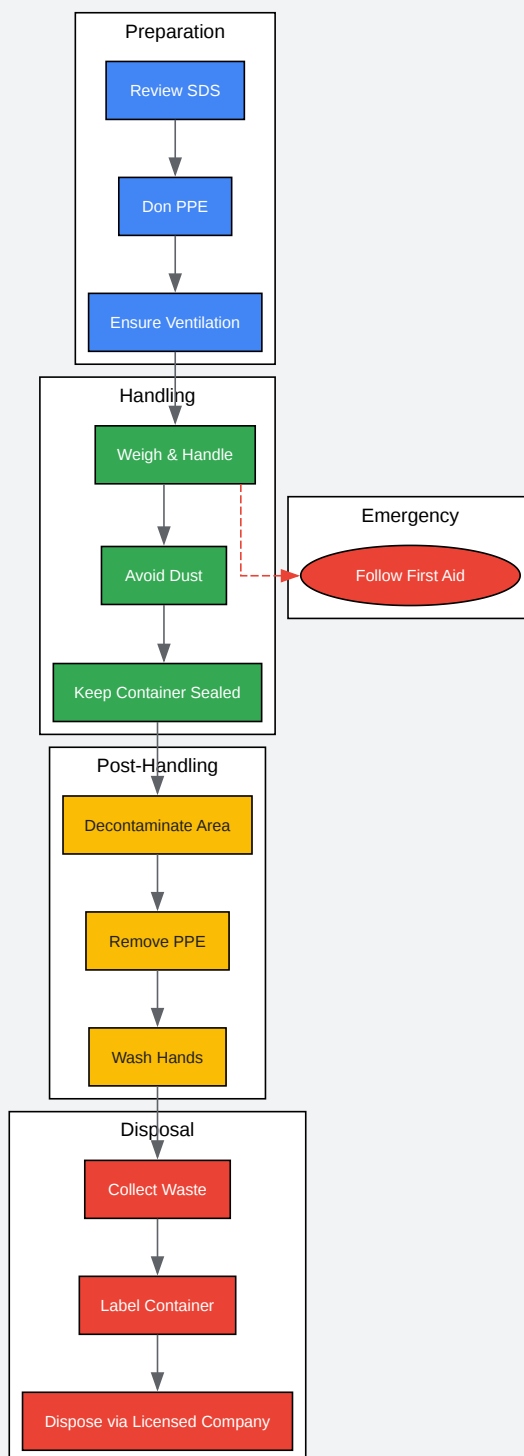 Preparation
Review SDS
Don PPE
Ensure Ventilation
Handling
Weigh & Handle
Emergency
Follow First Aid
Avoid Dust
Keep Container Sealed
Post-Handling
Decontaminate Area
Remove PPE
Wash Hands
Disposal
Collect Waste
Label Container
Dispose via Licensed Company